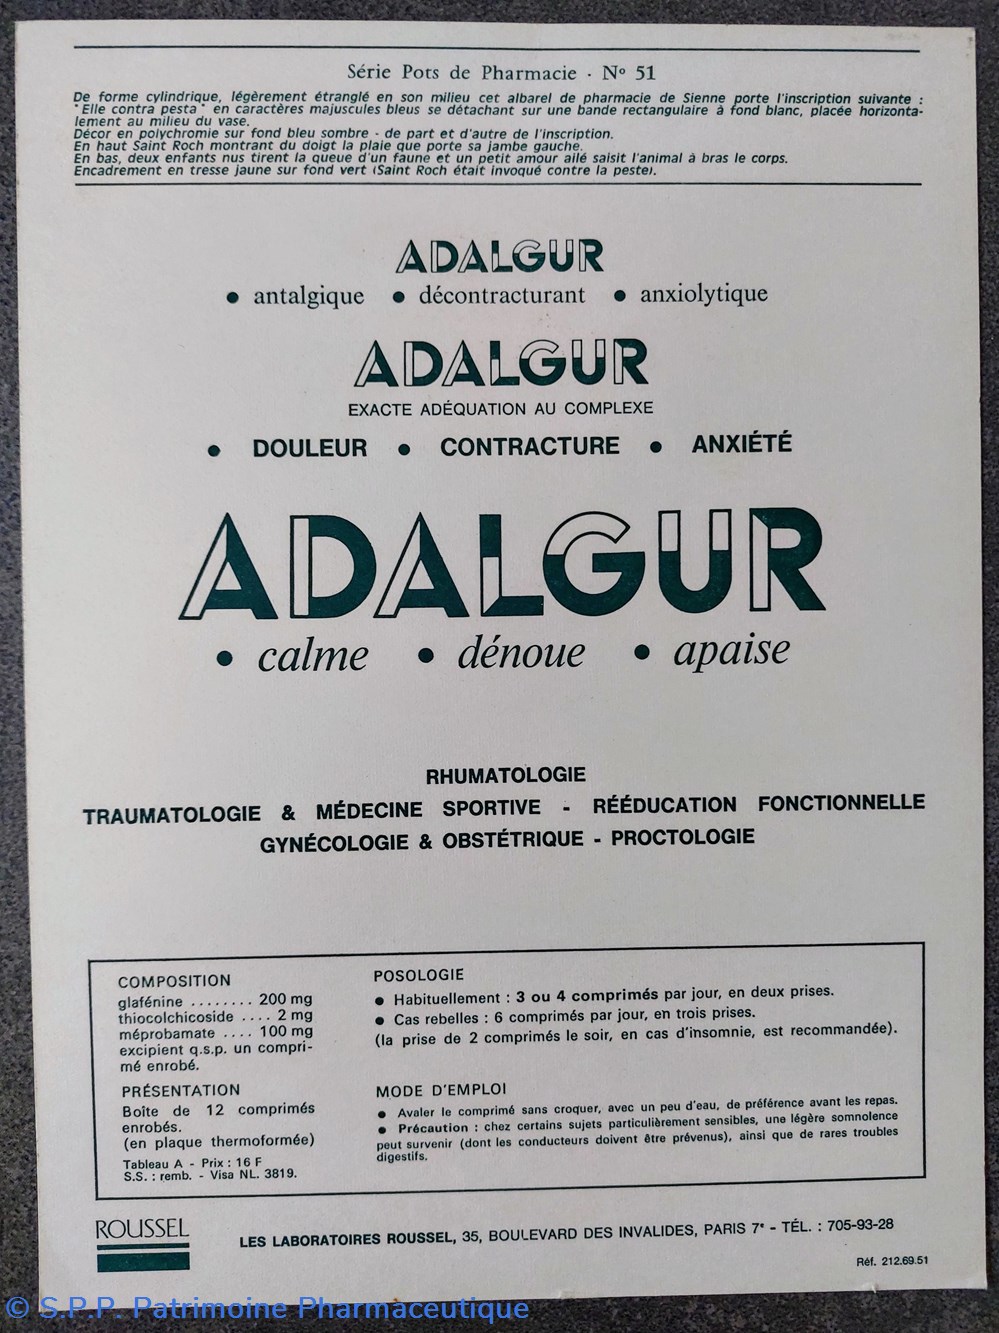 Série Pots de Pharmacie - Nº 51
De forme cylindrique, légèrement étranglé en son milieu cet albarel de pharmacie de Sienne porte l'inscription suivante :
"Elle contra pesta" en caractères majuscules bleus se détachant sur une bande rectangulaire à fond blanc, placée horizonta-
lement au milieu du vase.
Décor en polychromie sur fond bleu sombre - de part et d'autre de l'inscription.
En haut Saint Roch montrant du doigt la plaie que porte sa jambe gauche.
En bas, deux enfants nus tirent la queue d'un faune et un petit amour ailé saisit l'animal à bras le corps.
Encadrement en tresse jaune sur fond vert (Saint Roch était invoqué contre la peste).
ADALGUR
● antalgique ● décontracturant ● anxiolytique
ADALGUR
EXACTE ADÉQUATION AU COMPLEXE
● DOULEUR ● CONTRACTURE ● ANXIÉTÉ
ADALGUR
● calme ● dénoue ● apaise
RHUMATOLOGIE
TRAUMATOLOGIE & MÉDECINE SPORTIVE - RÉÉDUCATION FONCTIONNELLE
GYNÉCOLOGIE & OBSTÉTRIQUE - PROCTOLOGIE
COMPOSITION
glafénine ........ 200 mg
thiocolchicoside .... 2 mg
méprobamate .... 100 mg
excipient q.s.p. un compri-
mé enrobé.
PRÉSENTATION
Boîte de 12 comprimés
enrobés.
(en plaque thermoformée)
Tableau A - Prix : 16 F
S.S. : remb. - Visa NL. 3819.
POSOLOGIE
● Habituellement : 3 ou 4 comprimés par jour, en deux prises.
● Cas rebelles : 6 comprimés par jour, en trois prises.
(la prise de 2 comprimés le soir, en cas d'insomnie, est recommandée).
MODE D'EMPLOI
● Avaler le comprimé sans croquer, avec un peu d'eau, de préférence avant les repas.
● Précaution : chez certains sujets particulièrement sensibles, une légère somnolence
peut survenir (dont les conducteurs doivent être prévenus), ainsi que de rares troubles
digestifs.
ROUSSEL
LES LABORATOIRES ROUSSEL, 35, BOULEVARD DES INVALIDES, PARIS 7e - TÉL. : 705-93-28
Réf. 212.69.51
© S.P.P. Patrimoine Pharmaceutique